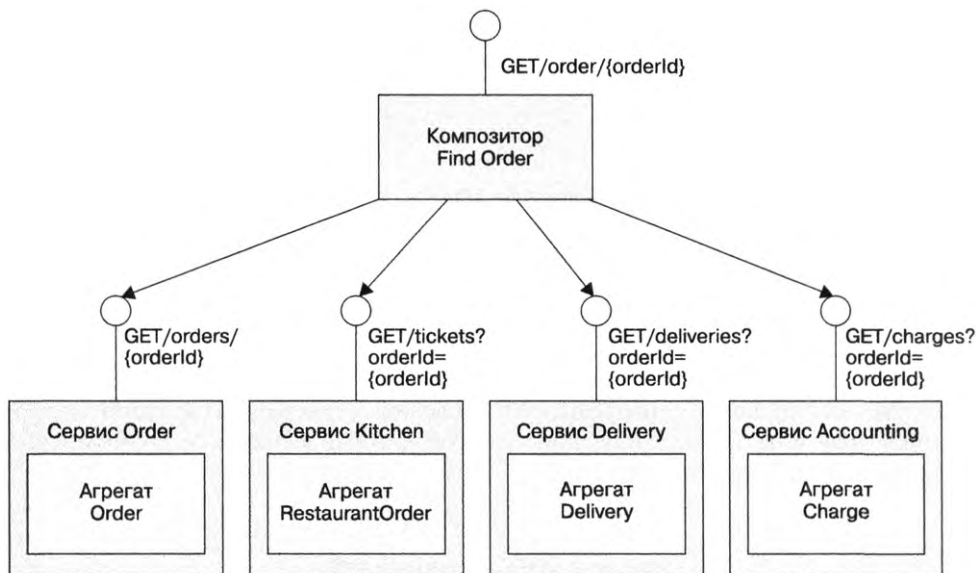 GET/order/{orderId}
Композитор
Find Order
GET/orders/
{orderId}
GET/tickets?
orderId=
{orderId}
GET/deliveries?
orderId=
{orderId}
GET/charges?
orderId=
{orderId}
Сервис Order
Агрегат
Order
Сервис Kitchen
Агрегат
RestaurantOrder
Сервис Delivery
Агрегат
Delivery
Сервис Accounting
Агрегат
Charge